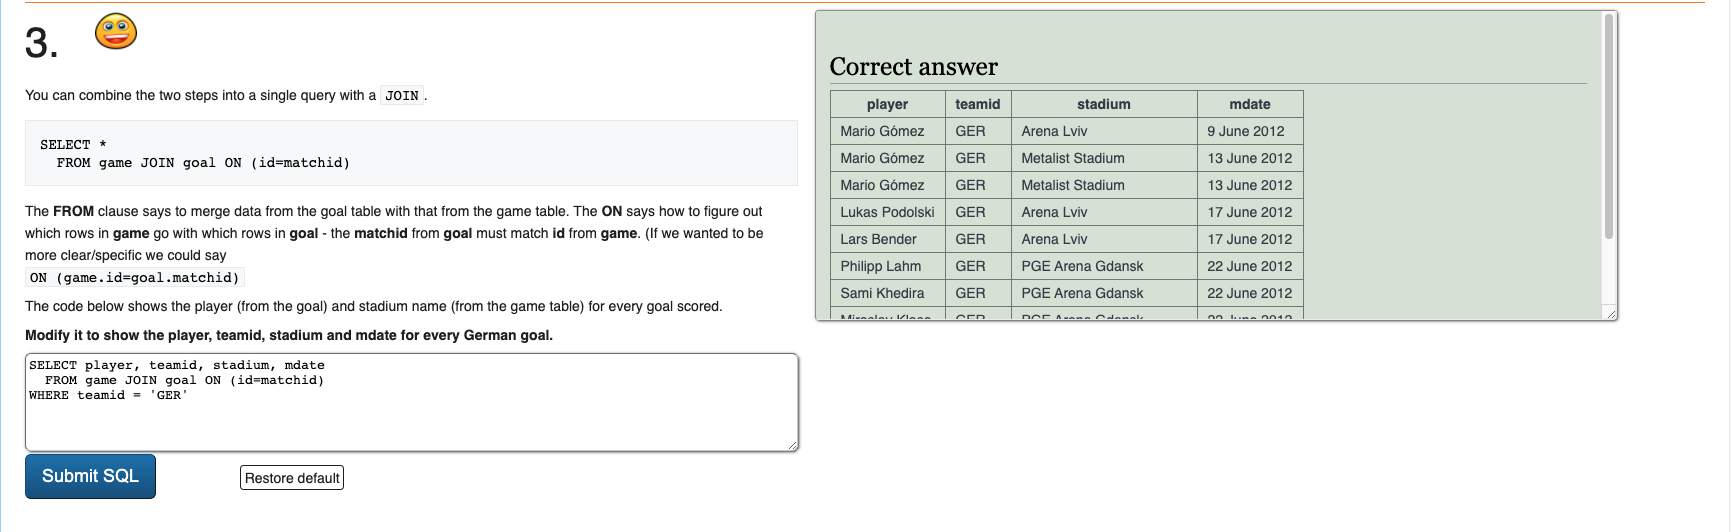 3.
You can combine the two steps into a single query with a JOIN.
SELECT *
FROM game JOIN goal ON (id=matchid)
The FROM clause says to merge data from the goal table with that from the game table. The ON says how to figure out
which rows in game go with which rows in goal - the matchid from goal must match id from game. (If we wanted to be
more clear/specific we could say
ON (game.id=goal.matchid)
The code below shows the player (from the goal) and stadium name (from the game table) for every goal scored.
Modify it to show the player, teamid, stadium and mdate for every German goal.
SELECT player, teamid, stadium, mdate
FROM game JOIN goal ON (id=matchid)
WHERE teamid = 'GER'
Submit SQL
Restore default
Correct answer
player teamid stadium mdate
Mario Gómez GER Arena Lviv 9 June 2012
Mario Gómez GER Metalist Stadium 13 June 2012
Mario Gómez GER Metalist Stadium 13 June 2012
Lukas Podolski GER Arena Lviv 17 June 2012
Lars Bender GER Arena Lviv 17 June 2012
Philipp Lahm GER PGE Arena Gdansk 22 June 2012
Sami Khedira GER PGE Arena Gdansk 22 June 2012
Miroslav Klose GER PGE Arena Gdansk 22 June 2012